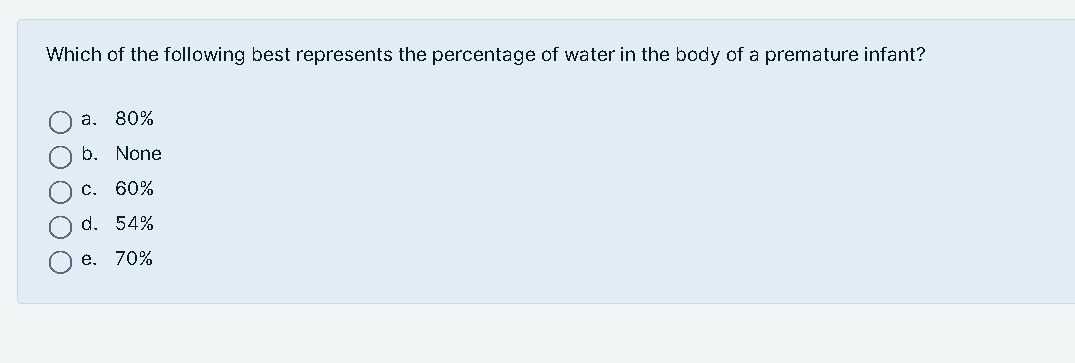 Which of the following best represents the percentage of water in the body of a premature infant?
a. 80%
b. None
c. 60%
d. 54%
e. 70%